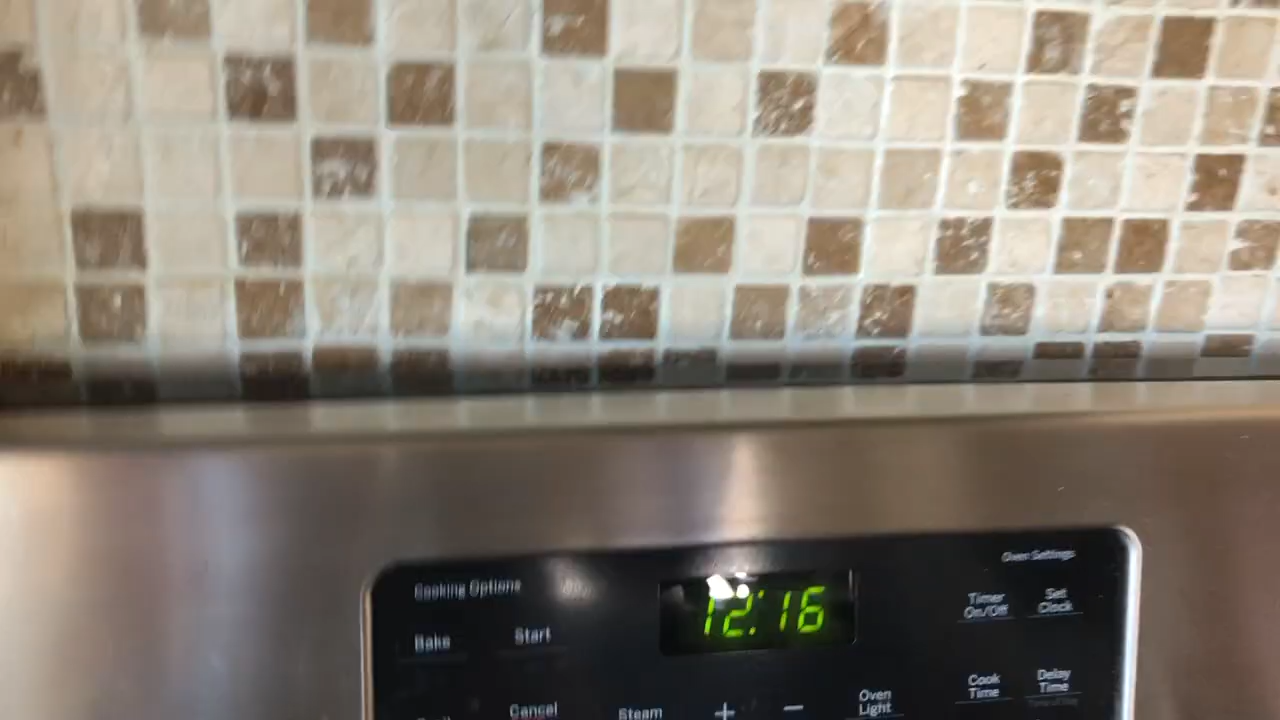 Oven Settings
Cooking Options
12:16
Timer On/Off
Set Clock
Bake
Start
Cook Time
Delay Time
Oven Light
Cancel
Steam
+
−